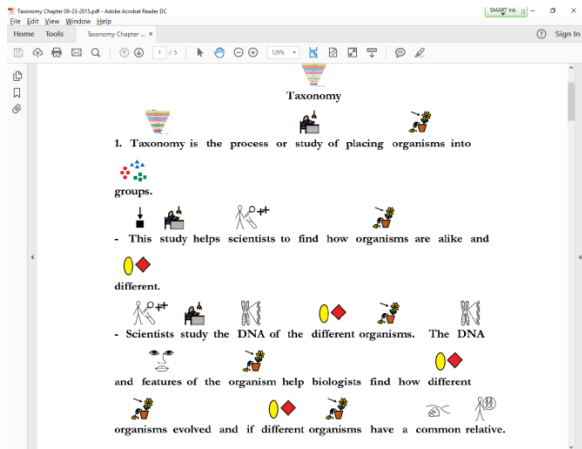 Taxonomy Chapter 09-23-2015.pdf - Adobe Acrobat Reader DC
SMART Ink
File Edit View Window Help
Home Tools Taxonomy Chapter ... ×
Sign In
1 / 5
129%
Taxonomy
1. Taxonomy is the process or study of placing organisms into
groups.
- This study helps scientists to find how organisms are alike and
different.
- Scientists study the DNA of the different organisms. The DNA
and features of the organism help biologists find how different
organisms evolved and if different organisms have a common relative.